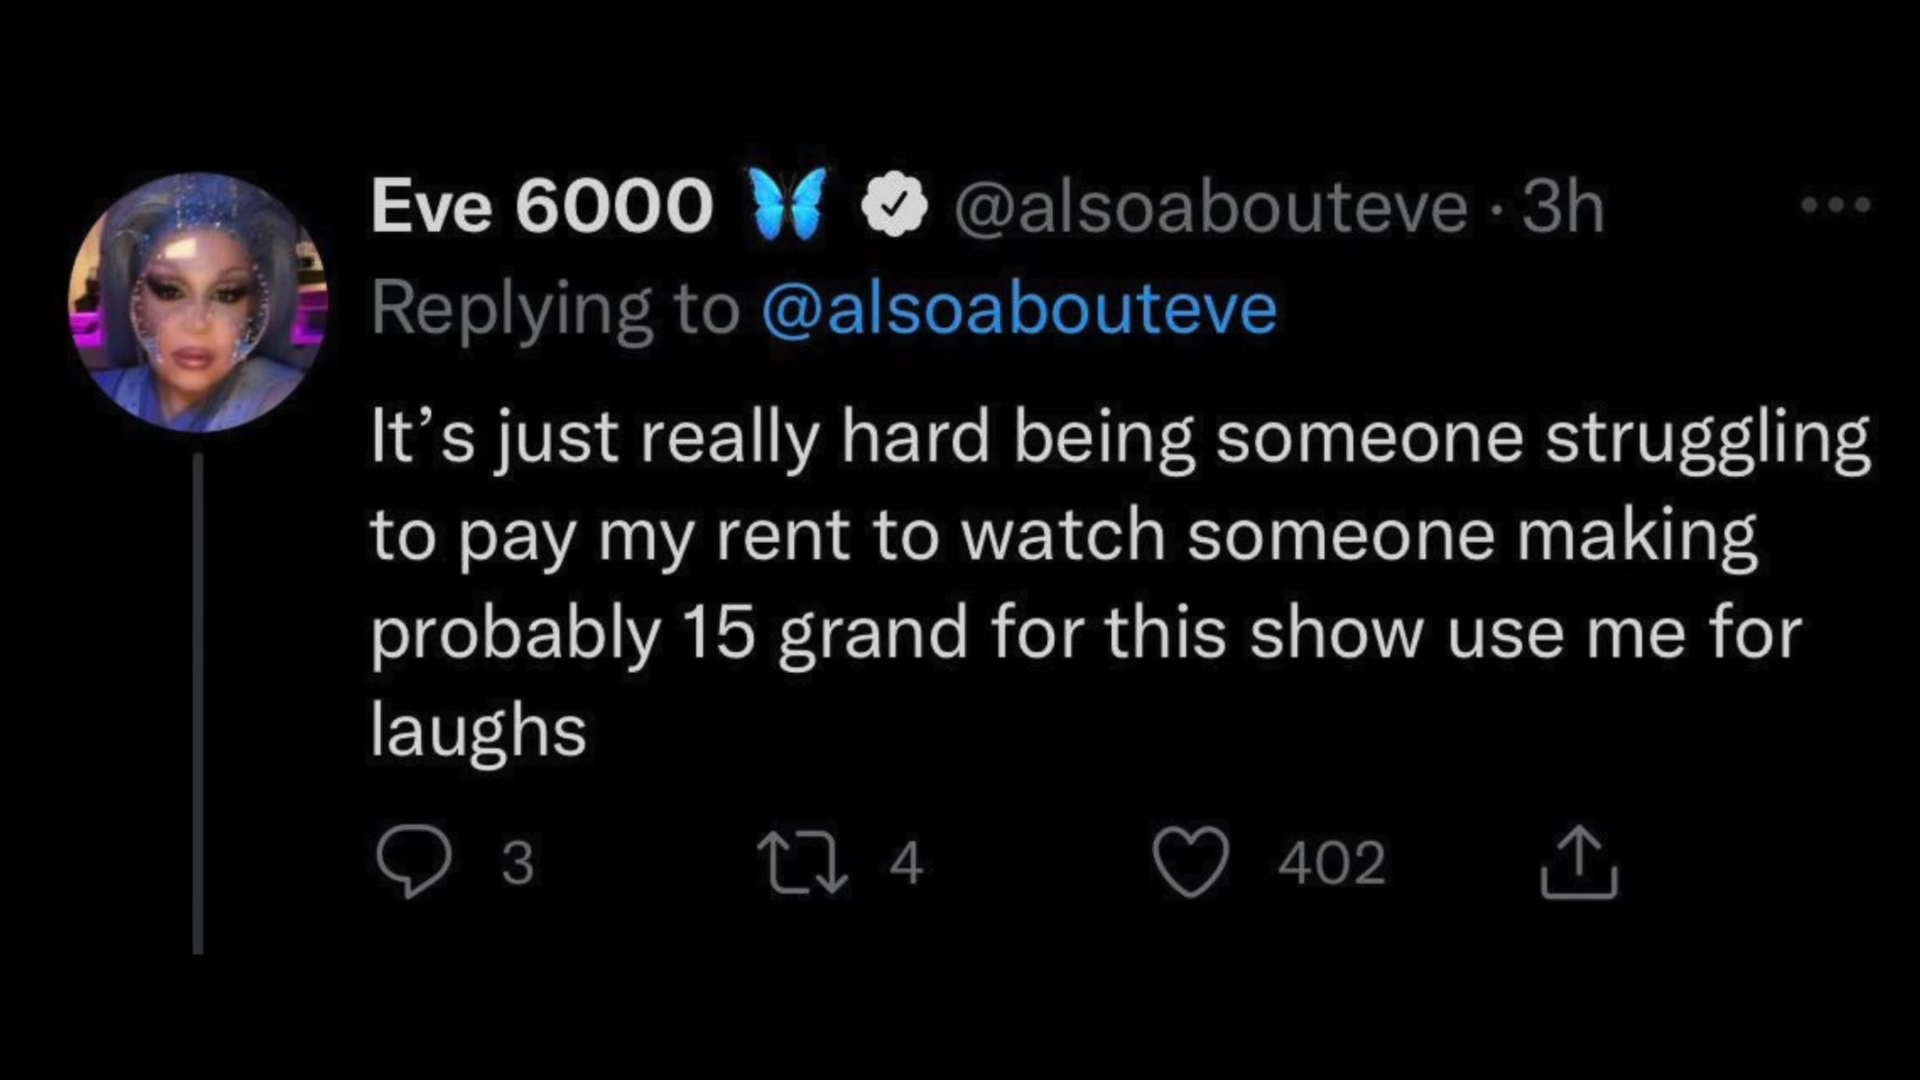 Eve 6000 🦋 @alsoabouteve · 3h
Replying to @alsoabouteve
It’s just really hard being someone struggling
to pay my rent to watch someone making
probably 15 grand for this show use me for
laughs
3 4 402